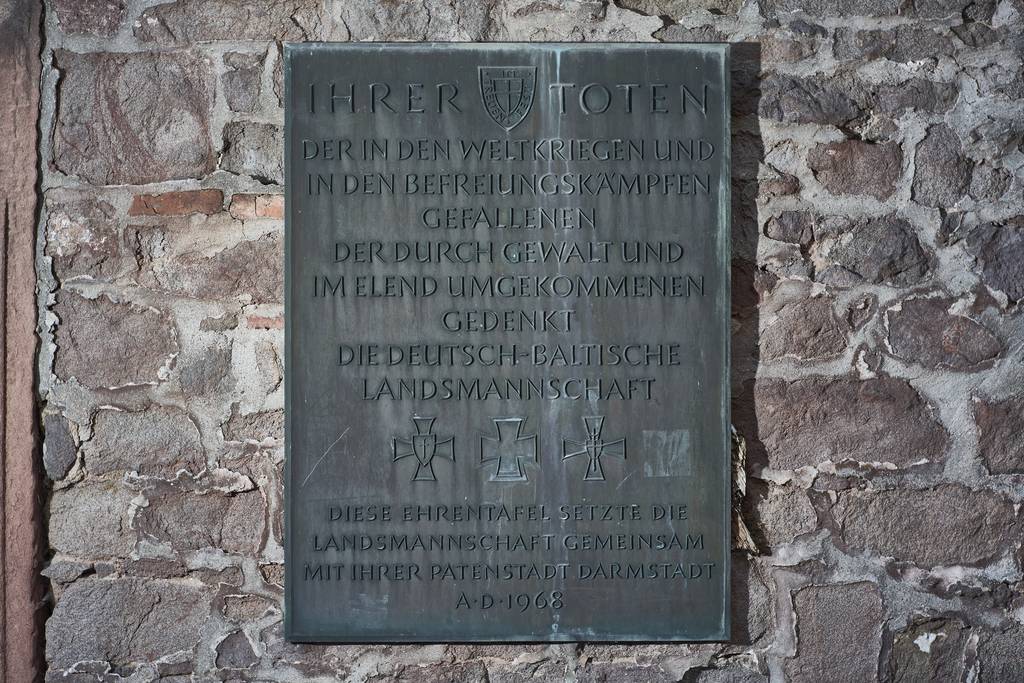 IHRER TOTEN
DER IN DEN WELTKRIEGEN UND
IN DEN BEFREIUNGSKÄMPFEN
GEFALLENEN
DER DURCH GEWALT UND
IM ELEND UMGEKOMMENEN
GEDENKT
DIE DEUTSCH-BALTISCHE
LANDSMANNSCHAFT
DIESE EHRENTAFEL SETZTE DIE
LANDSMANNSCHAFT GEMEINSAM
MIT IHRER PATENSTADT DARMSTADT
A·D·1968